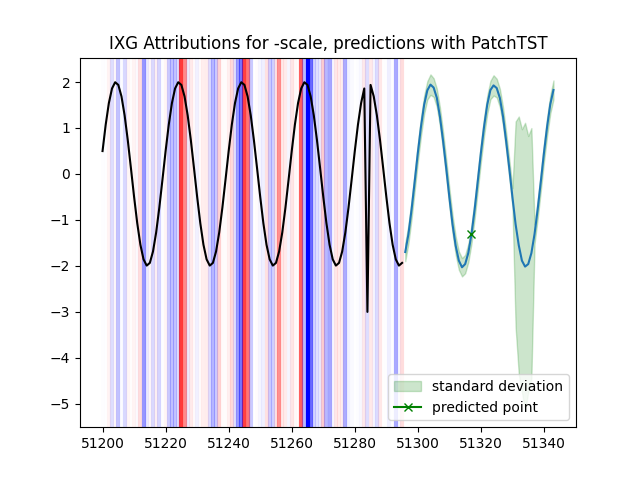 IXG Attributions for -scale, predictions with PatchTST
2
1
0
−1
−2
−3
−4
−5
standard deviation
predicted point
51200 51220 51240 51260 51280 51300 51320 51340